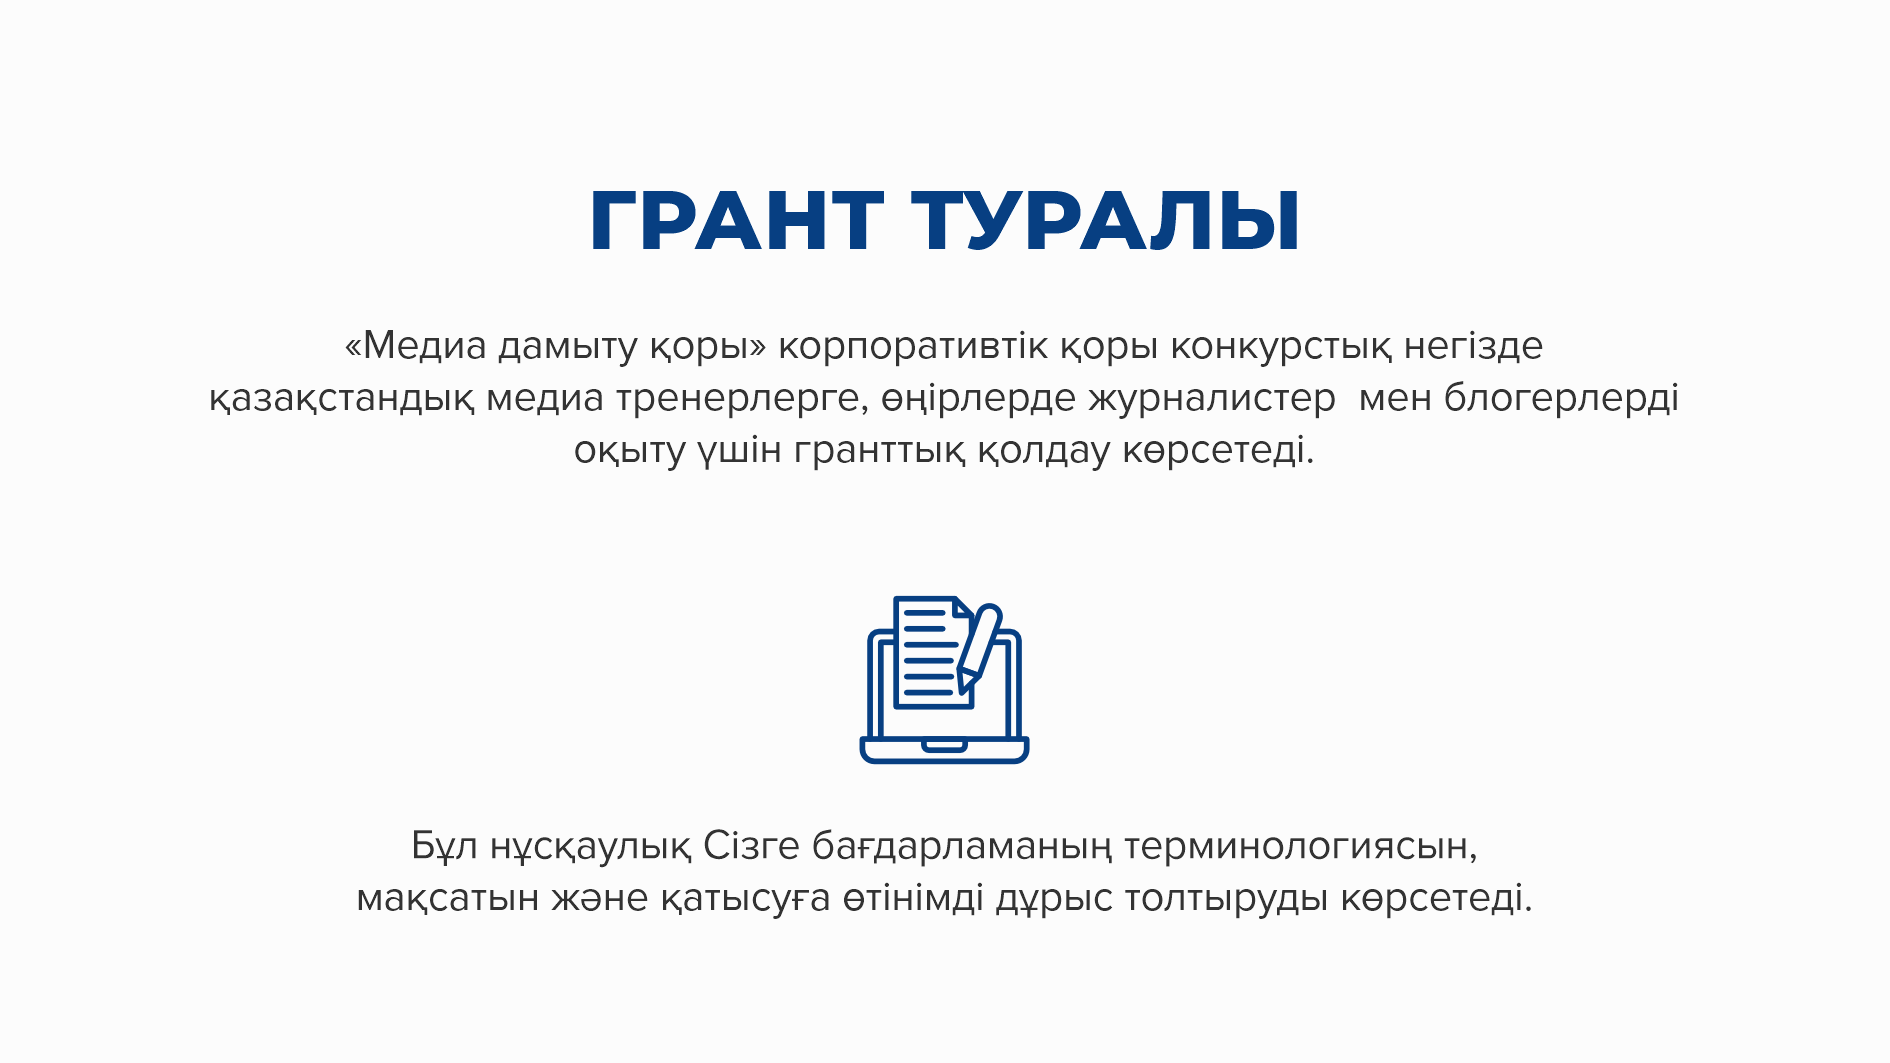 ГРАНТ ТУРАЛЫ
«Медиа дамыту қоры» корпоративтік қоры конкурстық негізде
қазақстандық медиа тренерлерге, өңірлерде журналистер  мен блогерлерді
оқыту үшін гранттық қолдау көрсетеді.
Бұл нұсқаулық Сізге бағдарламаның терминологиясын,
мақсатын және қатысуға өтінімді дұрыс толтыруды көрсетеді.